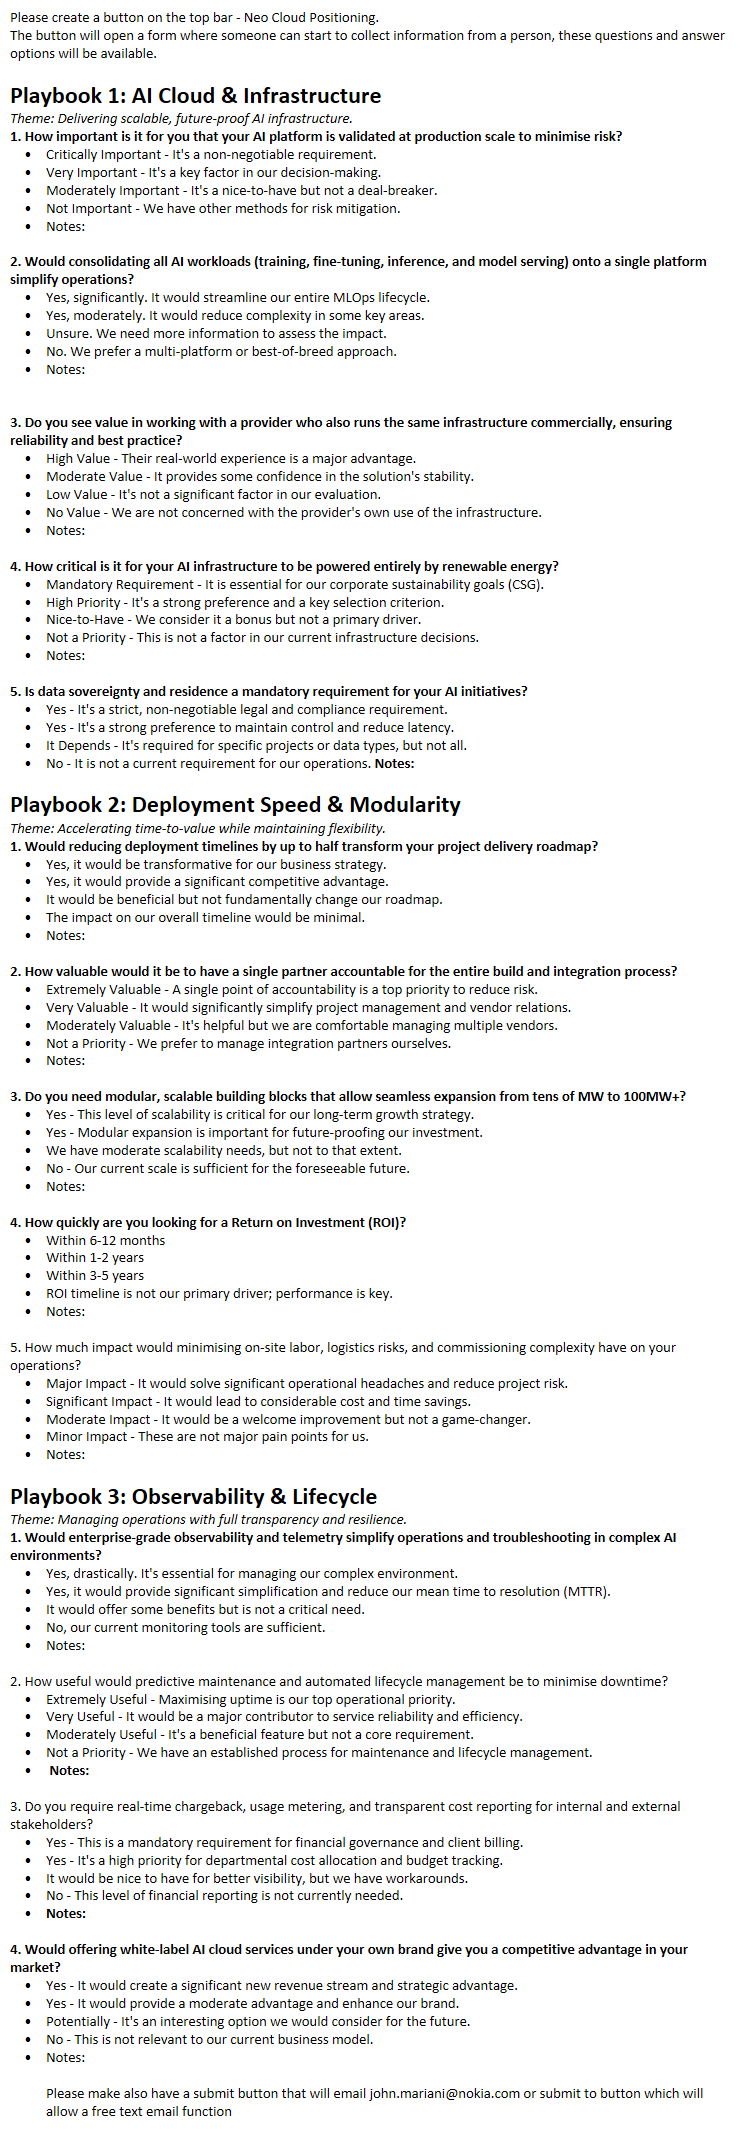 Please create a button on the top bar - Neo Cloud Positioning.
The button will open a form where someone can start to collect information from a person, these questions and answer
options will be available.
Playbook 1: AI Cloud & Infrastructure
Theme: Delivering scalable, future-proof AI infrastructure.
1. How important is it for you that your AI platform is validated at production scale to minimise risk?
• Critically Important - It's a non-negotiable requirement.
• Very Important - It's a key factor in our decision-making.
• Moderately Important - It's a nice-to-have but not a deal-breaker.
• Not Important - We have other methods for risk mitigation.
• Notes:
2. Would consolidating all AI workloads (training, fine-tuning, inference, and model serving) onto a single platform
simplify operations?
• Yes, significantly. It would streamline our entire MLOps lifecycle.
• Yes, moderately. It would reduce complexity in some key areas.
• Unsure. We need more information to assess the impact.
• No. We prefer a multi-platform or best-of-breed approach.
• Notes:
3. Do you see value in working with a provider who also runs the same infrastructure commercially, ensuring
reliability and best practice?
• High Value - Their real-world experience is a major advantage.
• Moderate Value - It provides some confidence in the solution's stability.
• Low Value - It's not a significant factor in our evaluation.
• No Value - We are not concerned with the provider's own use of the infrastructure.
• Notes:
4. How critical is it for your AI infrastructure to be powered entirely by renewable energy?
• Mandatory Requirement - It is essential for our corporate sustainability goals (CSG).
• High Priority - It's a strong preference and a key selection criterion.
• Nice-to-Have - We consider it a bonus but not a primary driver.
• Not a Priority - This is not a factor in our current infrastructure decisions.
• Notes:
5. Is data sovereignty and residence a mandatory requirement for your AI initiatives?
• Yes - It's a strict, non-negotiable legal and compliance requirement.
• Yes - It's a strong preference to maintain control and reduce latency.
• It Depends - It's required for specific projects or data types, but not all.
• No - It is not a current requirement for our operations. Notes:
Playbook 2: Deployment Speed & Modularity
Theme: Accelerating time-to-value while maintaining flexibility.
1. Would reducing deployment timelines by up to half transform your project delivery roadmap?
• Yes, it would be transformative for our business strategy.
• Yes, it would provide a significant competitive advantage.
• It would be beneficial but not fundamentally change our roadmap.
• The impact on our overall timeline would be minimal.
• Notes:
2. How valuable would it be to have a single partner accountable for the entire build and integration process?
• Extremely Valuable - A single point of accountability is a top priority to reduce risk.
• Very Valuable - It would significantly simplify project management and vendor relations.
• Moderately Valuable - It's helpful but we are comfortable managing multiple vendors.
• Not a Priority - We prefer to manage integration partners ourselves.
• Notes:
3. Do you need modular, scalable building blocks that allow seamless expansion from tens of MW to 100MW+?
• Yes - This level of scalability is critical for our long-term growth strategy.
• Yes - Modular expansion is important for future-proofing our investment.
• We have moderate scalability needs, but not to that extent.
• No - Our current scale is sufficient for the foreseeable future.
• Notes:
4. How quickly are you looking for a Return on Investment (ROI)?
• Within 6-12 months
• Within 1-2 years
• Within 3-5 years
• ROI timeline is not our primary driver; performance is key.
• Notes:
5. How much impact would minimising on-site labor, logistics risks, and commissioning complexity have on your
operations?
• Major Impact - It would solve significant operational headaches and reduce project risk.
• Significant Impact - It would lead to considerable cost and time savings.
• Moderate Impact - It would be a welcome improvement but not a game-changer.
• Minor Impact - These are not major pain points for us.
• Notes:
Playbook 3: Observability & Lifecycle
Theme: Managing operations with full transparency and resilience.
1. Would enterprise-grade observability and telemetry simplify operations and troubleshooting in complex AI
environments?
• Yes, drastically. It's essential for managing our complex environment.
• Yes, it would provide significant simplification and reduce our mean time to resolution (MTTR).
• It would offer some benefits but is not a critical need.
• No, our current monitoring tools are sufficient.
• Notes:
2. How useful would predictive maintenance and automated lifecycle management be to minimise downtime?
• Extremely Useful - Maximising uptime is our top operational priority.
• Very Useful - It would be a major contributor to service reliability and efficiency.
• Moderately Useful - It's a beneficial feature but not a core requirement.
• Not a Priority - We have an established process for maintenance and lifecycle management.
• Notes:
3. Do you require real-time chargeback, usage metering, and transparent cost reporting for internal and external
stakeholders?
• Yes - This is a mandatory requirement for financial governance and client billing.
• Yes - It's a high priority for departmental cost allocation and budget tracking.
• It would be nice to have for better visibility, but we have workarounds.
• No - This level of financial reporting is not currently needed.
• Notes:
4. Would offering white-label AI cloud services under your own brand give you a competitive advantage in your
market?
• Yes - It would create a significant new revenue stream and strategic advantage.
• Yes - It would provide a moderate advantage and enhance our brand.
• Potentially - It's an interesting option we would consider for the future.
• No - This is not relevant to our current business model.
• Notes:
Please make also have a submit button that will email john.mariani@nokia.com or submit to button which will
allow a free text email function